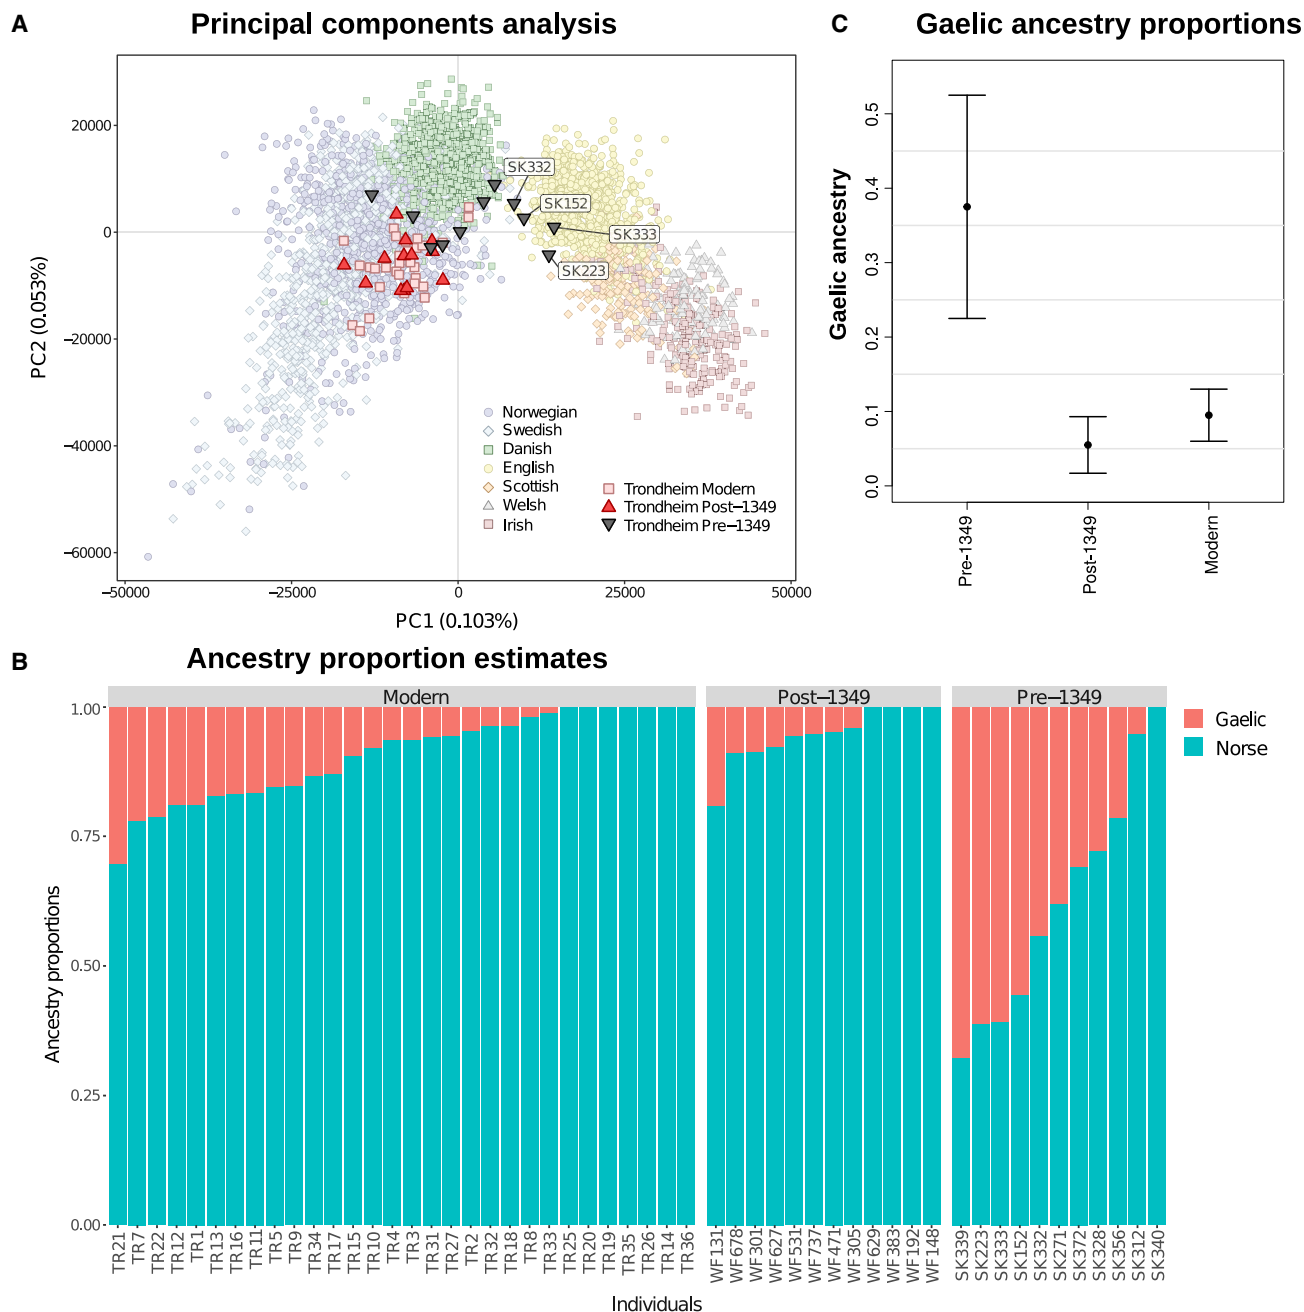 A
Principal components analysis
PC2 (0.053%)
20000
0
−20000
−40000
−60000
SK332
SK152
SK333
SK223
Norwegian
Swedish
Danish
English
Scottish
Welsh
Irish
Trondheim Modern
Trondheim Post−1349
Trondheim Pre−1349
−50000
−25000
0
25000
50000
PC1 (0.103%)
C
Gaelic ancestry proportions
Gaelic ancestry
0.5
0.4
0.3
0.2
0.1
0.0
Pre-1349
Post-1349
Modern
B
Ancestry proportion estimates
Modern
Post−1349
Pre−1349
Gaelic
Norse
Ancestry proportions
1.00
0.75
0.50
0.25
0.00
TR21
TR7
TR22
TR12
TR1
TR13
TR16
TR11
TR5
TR9
TR34
TR17
TR15
TR10
TR4
TR3
TR31
TR27
TR2
TR32
TR18
TR8
TR33
TR25
TR20
TR19
TR35
TR26
TR14
TR36
WF131
WF678
WF301
WF627
WF531
WF737
WF471
WF305
WF629
WF383
WF192
WF148
SK339
SK223
SK333
SK152
SK332
SK271
SK372
SK328
SK356
SK312
SK340
Individuals